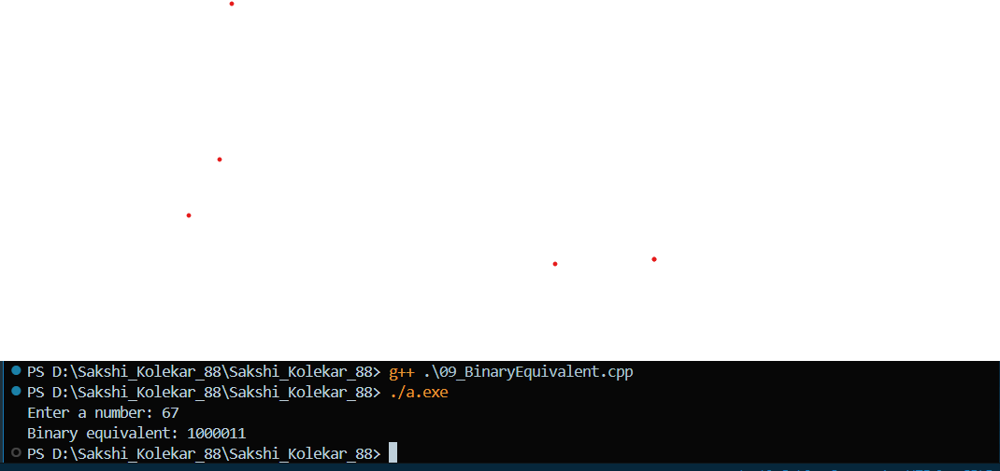 PS D:\Sakshi_Kolekar_88\Sakshi_Kolekar_88> g++ .\09_BinaryEquivalent.cpp
PS D:\Sakshi_Kolekar_88\Sakshi_Kolekar_88> ./a.exe
Enter a number: 67
Binary equivalent: 1000011
PS D:\Sakshi_Kolekar_88\Sakshi_Kolekar_88>